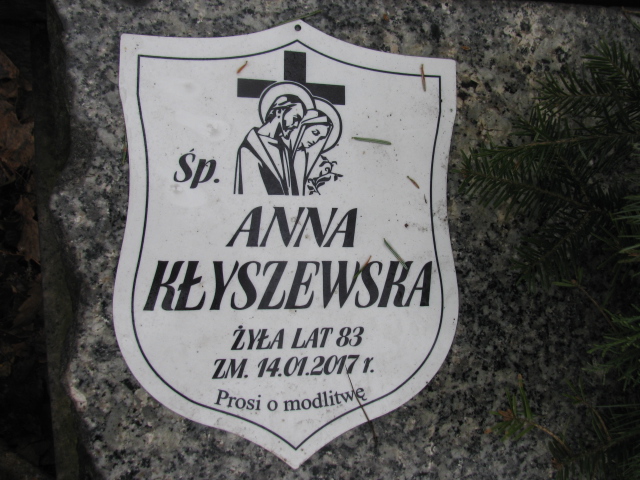 Śp.
ANNA
KŁYSZEWSKA
ŻYŁA LAT 83
ZM. 14.01.2017 r.
Prosi o modlitwę